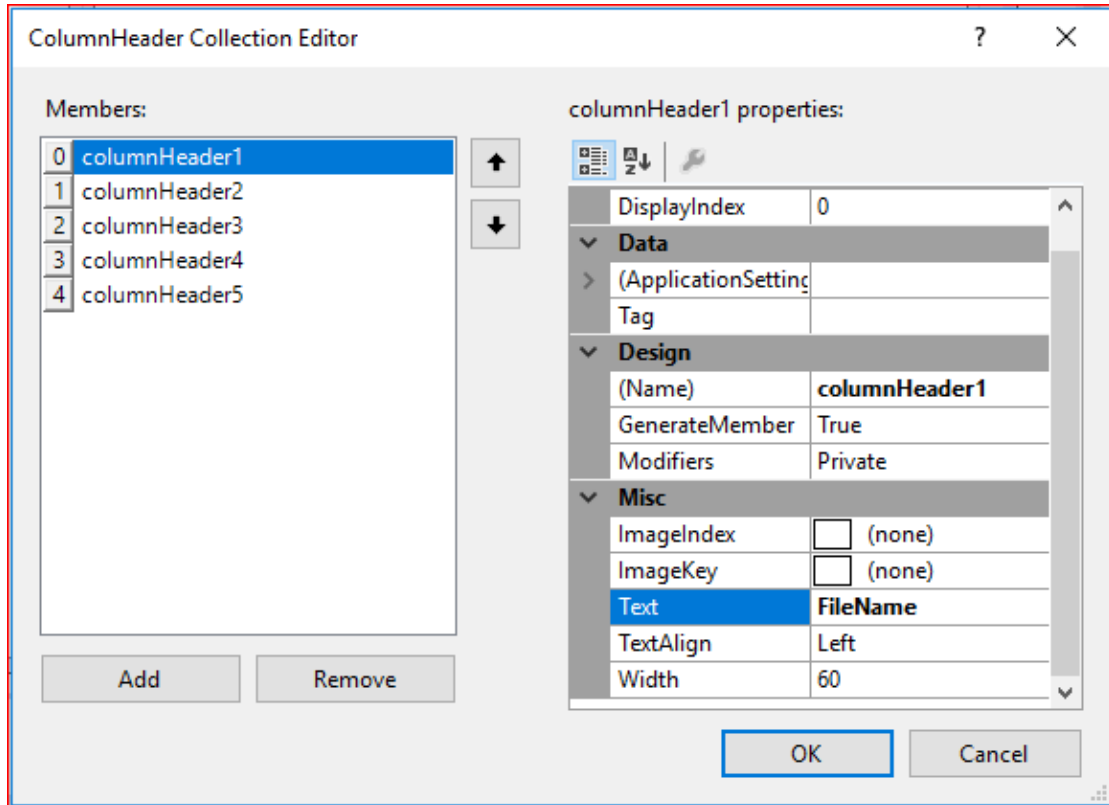 ColumnHeader Collection Editor ?
Members:
0 columnHeader1
1 columnHeader2
2 columnHeader3
3 columnHeader4
4 columnHeader5
Add Remove
columnHeader1 properties:
A Z
DisplayIndex 0
Data
(ApplicationSetting
Tag
Design
(Name) columnHeader1
GenerateMember True
Modifiers Private
Misc
ImageIndex (none)
ImageKey (none)
Text FileName
TextAlign Left
Width 60
OK Cancel